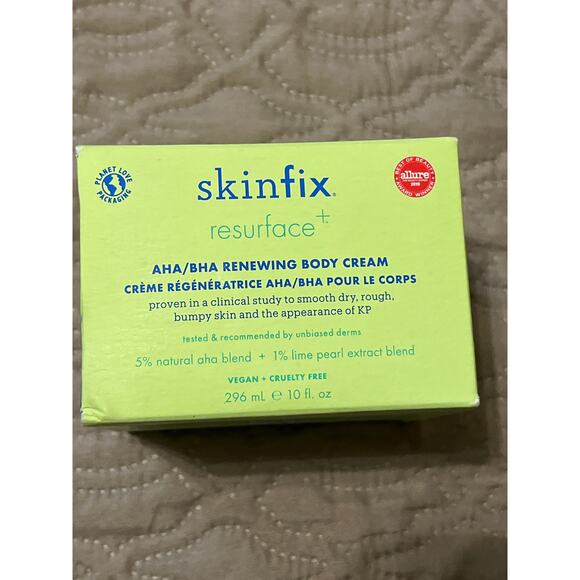 PLANET LOVE
PACKAGING
BEST OF BEAUTY
allure
2019
AWARD WINNER
skinfix
resurface+
AHA/BHA RENEWING BODY CREAM
CRÈME RÉGÉNÉRATRICE AHA/BHA POUR LE CORPS
proven in a clinical study to smooth dry, rough,
bumpy skin and the appearance of KP
tested & recommended by unbiased derms
5% natural aha blend + 1% lime pearl extract blend
VEGAN + CRUELTY FREE
296 mL ℮ 10 fl. oz